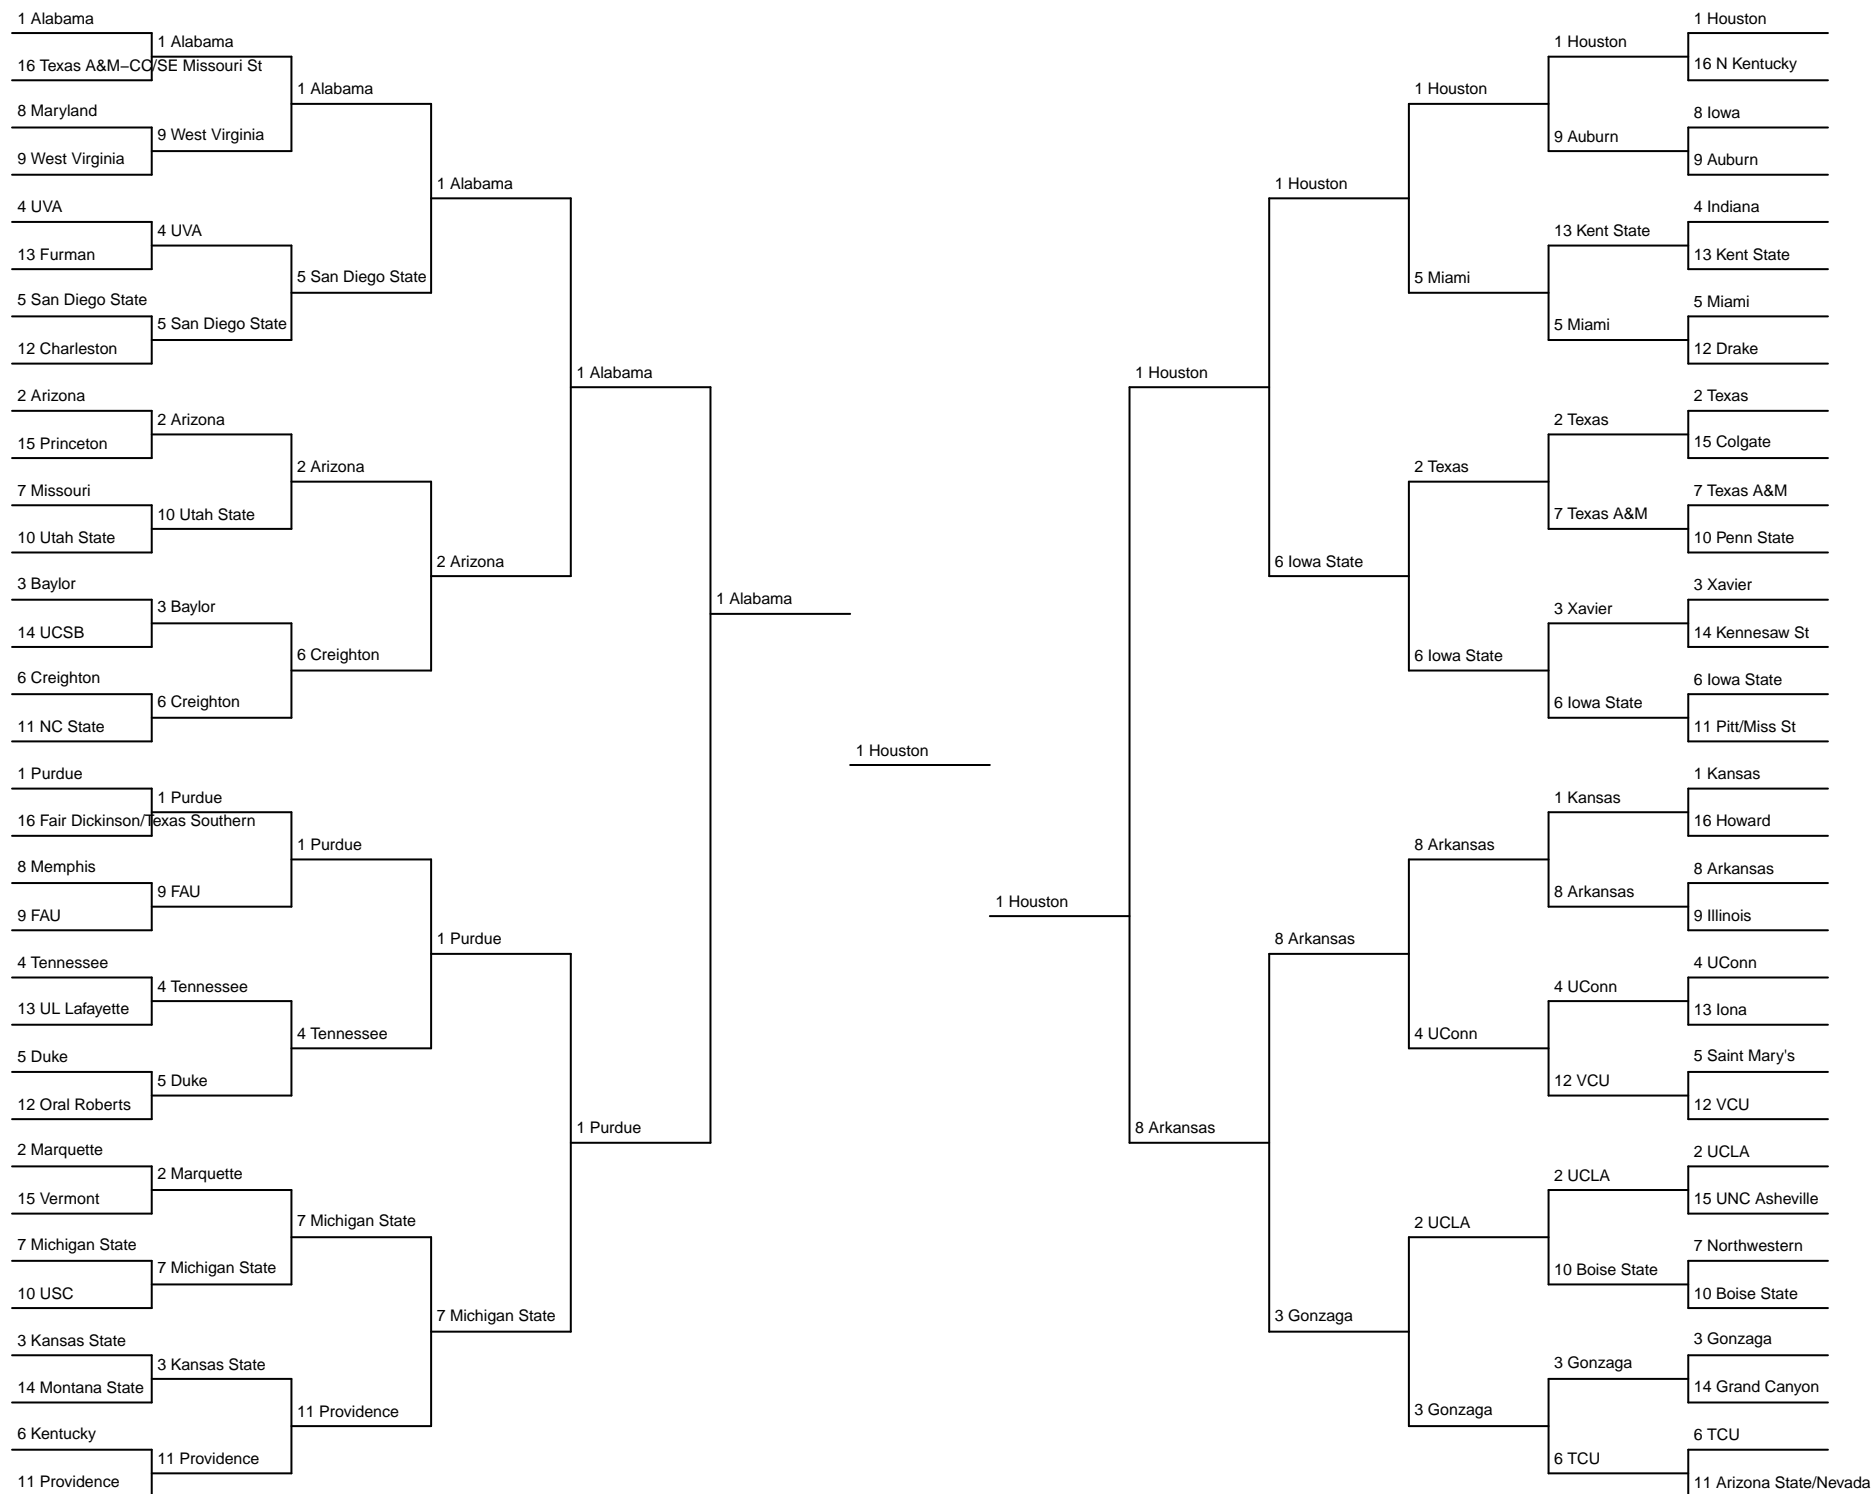 1 Alabama
16 Texas A&M–CC/SE Missouri St
8 Maryland
9 West Virginia
4 UVA
13 Furman
5 San Diego State
12 Charleston
2 Arizona
15 Princeton
7 Missouri
10 Utah State
3 Baylor
14 UCSB
6 Creighton
11 NC State
1 Purdue
16 Fair Dickinson/Texas Southern
8 Memphis
9 FAU
4 Tennessee
13 UL Lafayette
5 Duke
12 Oral Roberts
2 Marquette
15 Vermont
7 Michigan State
10 USC
3 Kansas State
14 Montana State
6 Kentucky
11 Providence
1 Alabama
9 West Virginia
4 UVA
5 San Diego State
2 Arizona
10 Utah State
3 Baylor
6 Creighton
1 Purdue
9 FAU
4 Tennessee
5 Duke
2 Marquette
7 Michigan State
3 Kansas State
11 Providence
1 Alabama
5 San Diego State
2 Arizona
6 Creighton
1 Purdue
4 Tennessee
7 Michigan State
11 Providence
1 Alabama
2 Arizona
1 Purdue
7 Michigan State
1 Alabama
1 Purdue
1 Alabama
1 Houston
1 Houston
1 Houston
8 Arkansas
1 Houston
6 Iowa State
8 Arkansas
3 Gonzaga
1 Houston
5 Miami
2 Texas
6 Iowa State
8 Arkansas
4 UConn
2 UCLA
3 Gonzaga
1 Houston
9 Auburn
13 Kent State
5 Miami
2 Texas
7 Texas A&M
3 Xavier
6 Iowa State
1 Kansas
8 Arkansas
4 UConn
12 VCU
2 UCLA
10 Boise State
3 Gonzaga
6 TCU
1 Houston
16 N Kentucky
8 Iowa
9 Auburn
4 Indiana
13 Kent State
5 Miami
12 Drake
2 Texas
15 Colgate
7 Texas A&M
10 Penn State
3 Xavier
14 Kennesaw St
6 Iowa State
11 Pitt/Miss St
1 Kansas
16 Howard
8 Arkansas
9 Illinois
4 UConn
13 Iona
5 Saint Mary's
12 VCU
2 UCLA
15 UNC Asheville
7 Northwestern
10 Boise State
3 Gonzaga
14 Grand Canyon
6 TCU
11 Arizona State/Nevada